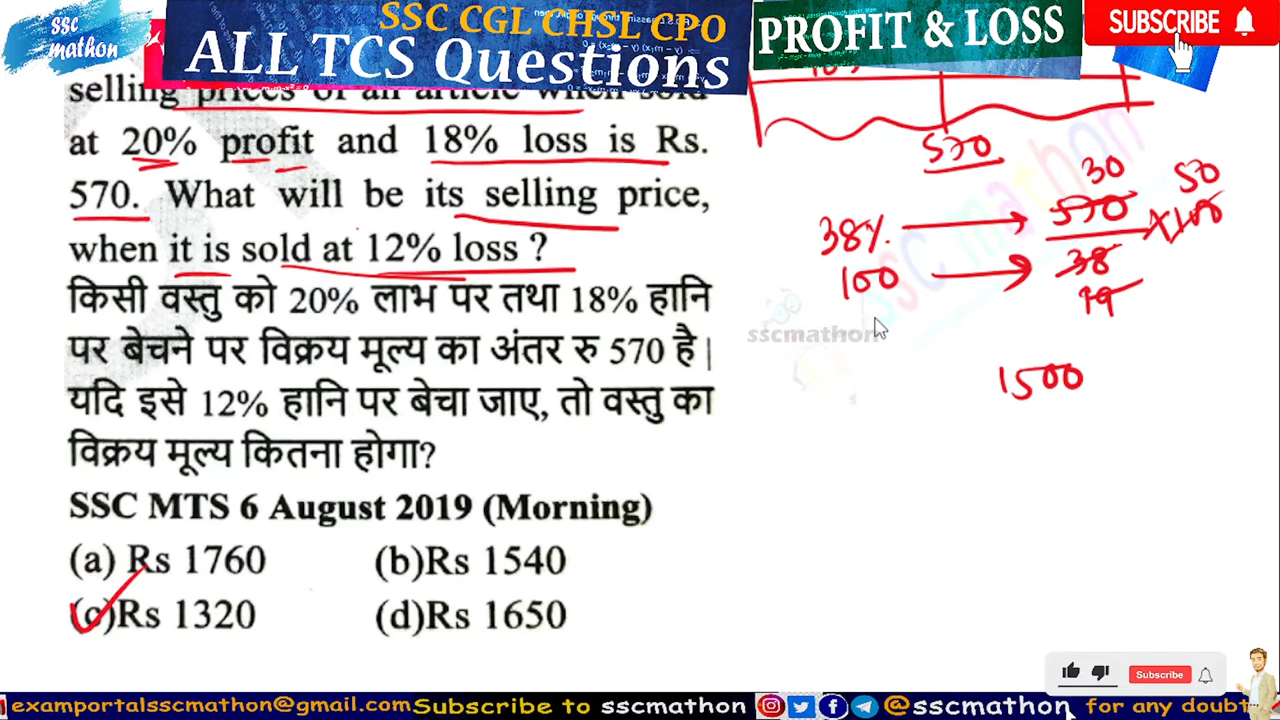 SSC mathon
SSC CGL CHSL CPO
ALL TCS Questions
PROFIT & LOSS
SUBSCRIBE
selling prices of an article when sold
at 20% profit and 18% loss is Rs.
570. What will be its selling price,
when it is sold at 12% loss ?
किसी वस्तु को 20% लाभ पर तथा 18% हानि
पर बेचने पर विक्रय मूल्य का अंतर रु 570 है|
यदि इसे 12% हानि पर बेचा जाए, तो वस्तु का
विक्रय मूल्य कितना होगा?
SSC MTS 6 August 2019 (Morning)
(a) Rs 1760 (b)Rs 1540
(c)Rs 1320 (d)Rs 1650
570
30
50
38% 570 x100
100 38
19
sscmathon
1500
Subscribe
examportalsscmathon@gmail.com Subscribe to sscmathon @sscmathon for any doubt